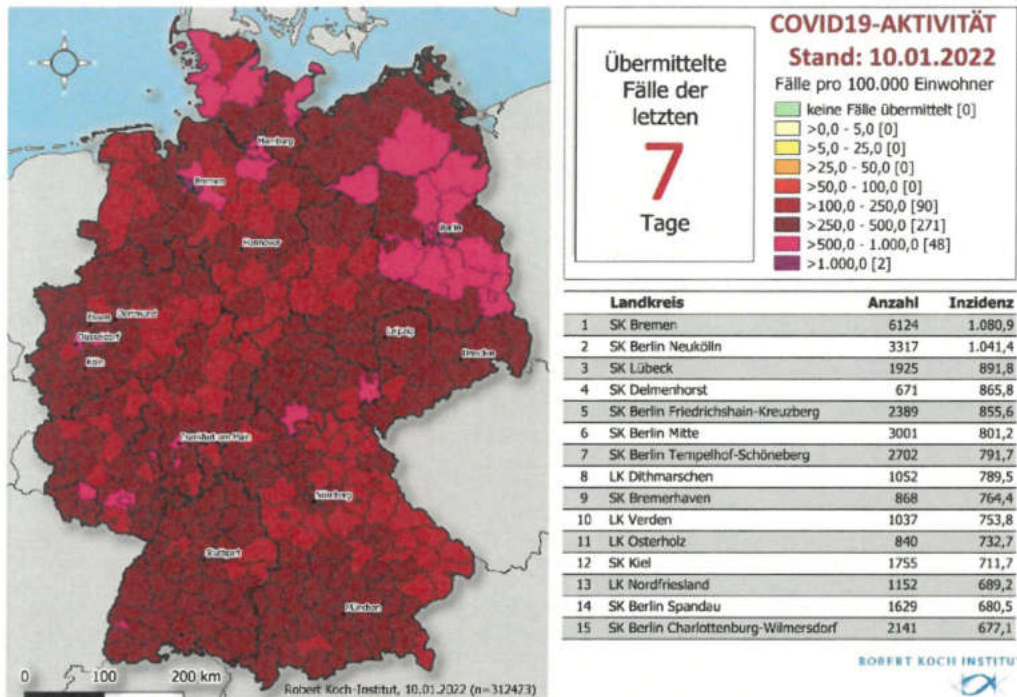 Hamburg
Bremen
Berlin
Hannover
Essen
Dortmund
Düsseldorf
Köln
Leipzig
Dresden
Frankfurt am Main
Nürnberg
Stuttgart
München
0 100 200 km
Robert Koch-Institut, 10.01.2022 (n=312423)
Übermittelte
Fälle der
letzten
7
Tage
COVID19-AKTIVITÄT
Stand: 10.01.2022
Fälle pro 100.000 Einwohner
keine Fälle übermittelt [0]
>0,0 - 5,0 [0]
>5,0 - 25,0 [0]
>25,0 - 50,0 [0]
>50,0 - 100,0 [0]
>100,0 - 250,0 [90]
>250,0 - 500,0 [271]
>500,0 - 1.000,0 [48]
>1.000,0 [2]
Landkreis Anzahl Inzidenz
1 SK Bremen 6124 1.080,9
2 SK Berlin Neukölln 3317 1.041,4
3 SK Lübeck 1925 891,8
4 SK Delmenhorst 671 865,8
5 SK Berlin Friedrichshain-Kreuzberg 2389 855,6
6 SK Berlin Mitte 3001 801,2
7 SK Berlin Tempelhof-Schöneberg 2702 791,7
8 LK Dithmarschen 1052 789,5
9 SK Bremerhaven 868 764,4
10 LK Verden 1037 753,8
11 LK Osterholz 840 732,7
12 SK Kiel 1755 711,7
13 LK Nordfriesland 1152 689,2
14 SK Berlin Spandau 1629 680,5
15 SK Berlin Charlottenburg-Wilmersdorf 2141 677,1
ROBERT KOCH INSTITUT